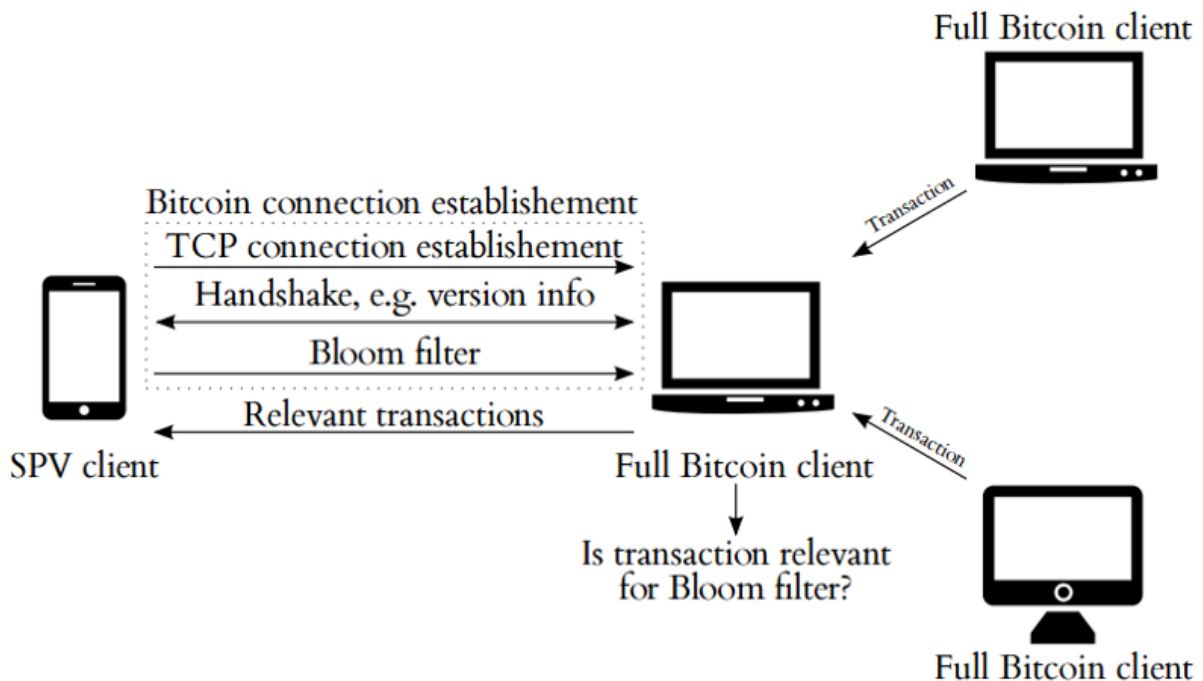 Full Bitcoin client
Transaction
Bitcoin connection establishement
TCP connection establishement
Handshake, e.g. version info
Bloom filter
Relevant transactions
SPV client
Full Bitcoin client
Transaction
Is transaction relevant
for Bloom filter?
Full Bitcoin client